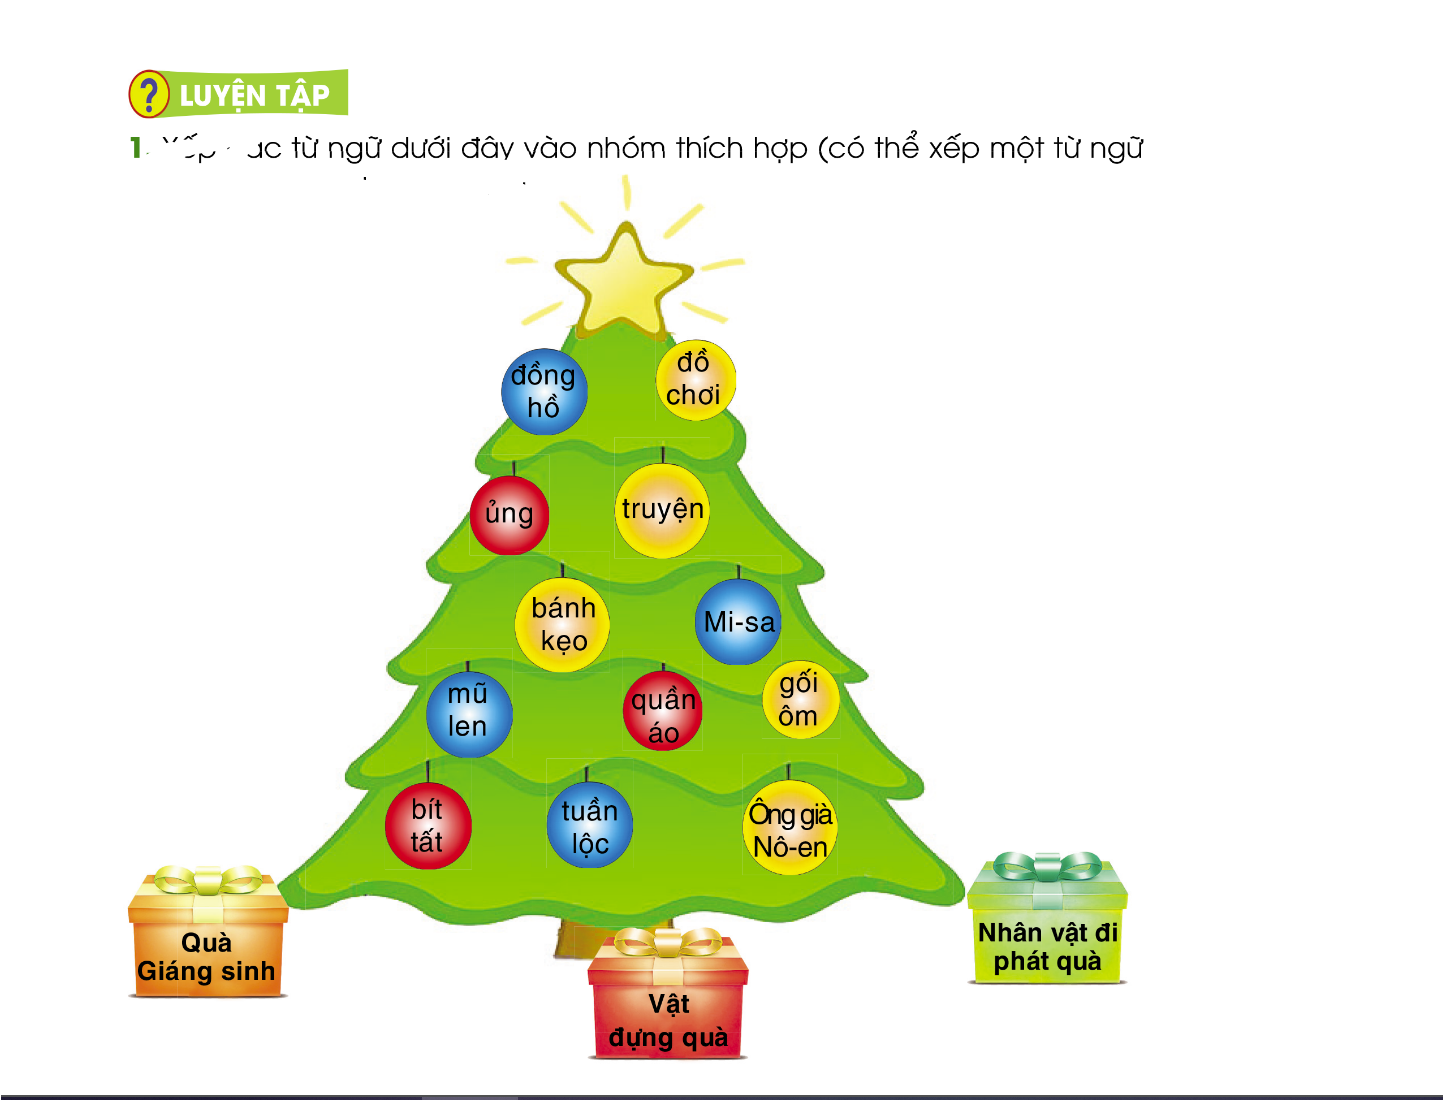 ? LUYỆN TẬP
1. Xếp các từ ngữ dưới đây vào nhóm thích hợp (có thể xếp một từ ngữ
đồng
hồ
đồ
chơi
ủng
truyện
bánh
kẹo
Mi-sa
mũ
len
quần
áo
gối
ôm
bít
tất
tuần
lộc
Ông già
Nô-en
Quà
Giáng sinh
Vật
đựng quà
Nhân vật đi
phát quà